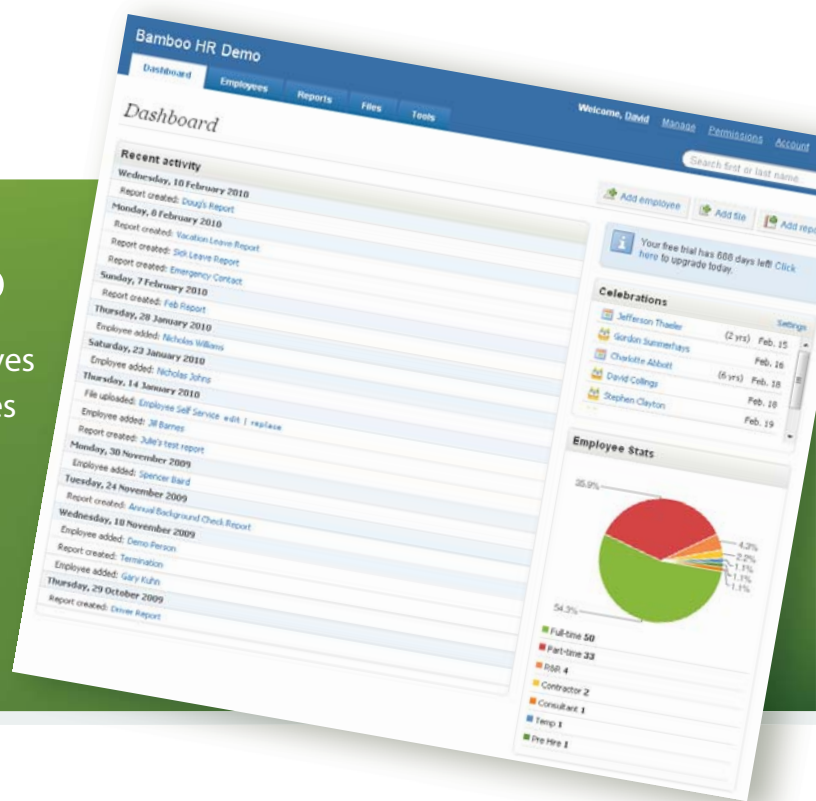 Bamboo HR Demo
Welcome, David Manage Permissions Account
Dashboard Employees Reports Files Tools
Search first or last name...
Dashboard
Add employee Add file Add repo
Recent activity
Wednesday, 10 February 2010
Report created: Doug's Report
Monday, 8 February 2010
Report created: Vacation Leave Report
Report created: Sick Leave Report
Report created: Emergency Contact
Sunday, 7 February 2010
Report created: Feb Report
Thursday, 28 January 2010
Employee added: Nicholas Williams
Saturday, 23 January 2010
Employee added: Nicholas Johns
Thursday, 14 January 2010
File uploaded: Employee Self Service edit | replace
Employee added: Jill Barnes
Report created: Julie's test report
Monday, 30 November 2009
Employee added: Spencer Baird
Tuesday, 24 November 2009
Report created: Annual Background Check Report
Wednesday, 18 November 2009
Employee added: Demo Person
Report created: Termination
Employee added: Gary Kuhn
Thursday, 29 October 2009
Report created: Driver Report
Your free trial has 688 days left! Click
here to upgrade today.
Celebrations Settings
Jefferson Thaeler (2 yrs) Feb. 15
Gordon Summerhays Feb. 16
Charlotte Abbott (6 yrs) Feb. 18
David Collings Feb. 18
Stephen Clayton Feb. 19
Employee Stats
35.9%
4.3%
2.2%
1.1%
1.1%
1.1%
54.3%
Full-time 50
Part-time 33
4
Contractor 2
Consultant 1
Temp 1
Pre Hire 1